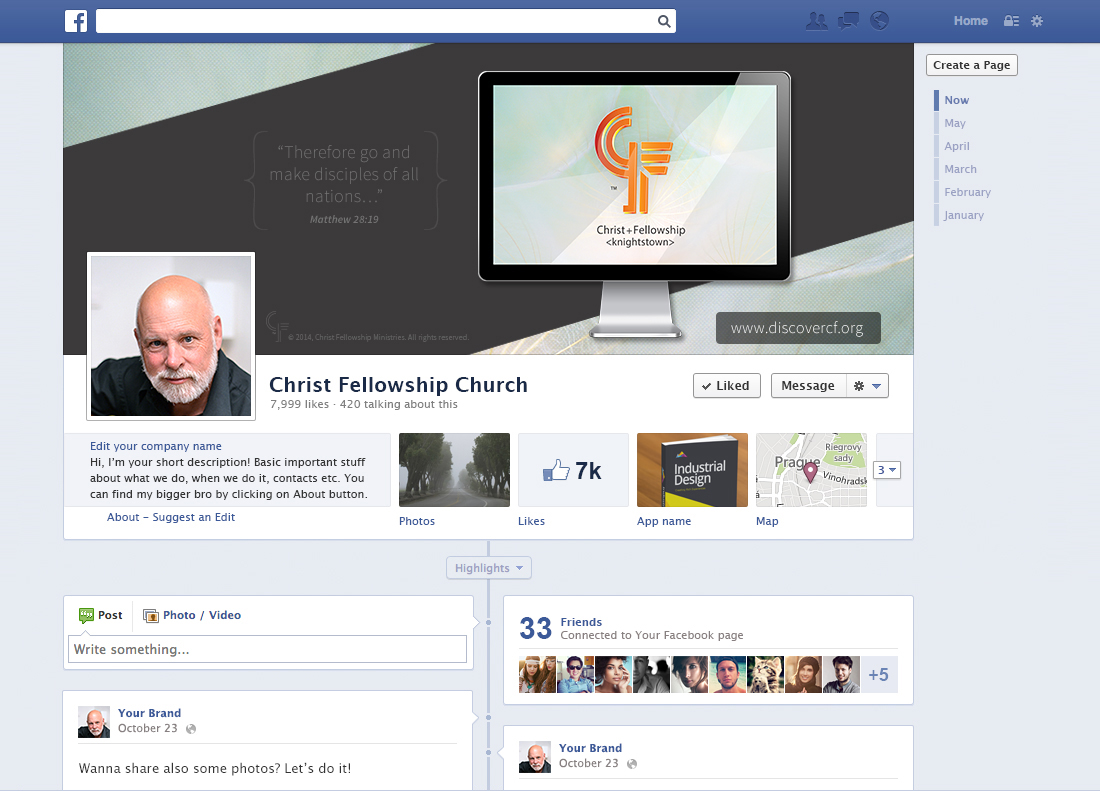 Home
Create a Page
Now
May
April
March
February
January
“Therefore go and
make disciples of all
nations…”
Matthew 28:19
™
Christ+Fellowship
<knightstown>
© 2014, Christ Fellowship Ministries. All rights reserved.
www.discovercf.org
Christ Fellowship Church
7,999 likes · 420 talking about this
Liked
Message
Edit your company name
Hi, I’m your short description! Basic important stuff
about what we do, when we do it, contacts etc. You
can find my bigger bro by clicking on About button.
About – Suggest an Edit
7k
Industrial
Design
Riegrovy
sady
Prague
Vinohradsk
3
Photos
Likes
App name
Map
Highlights
Post
Photo / Video
Write something...
33 Friends
Connected to Your Facebook page
+5
Your Brand
October 23
Wanna share also some photos? Let’s do it!
Your Brand
October 23